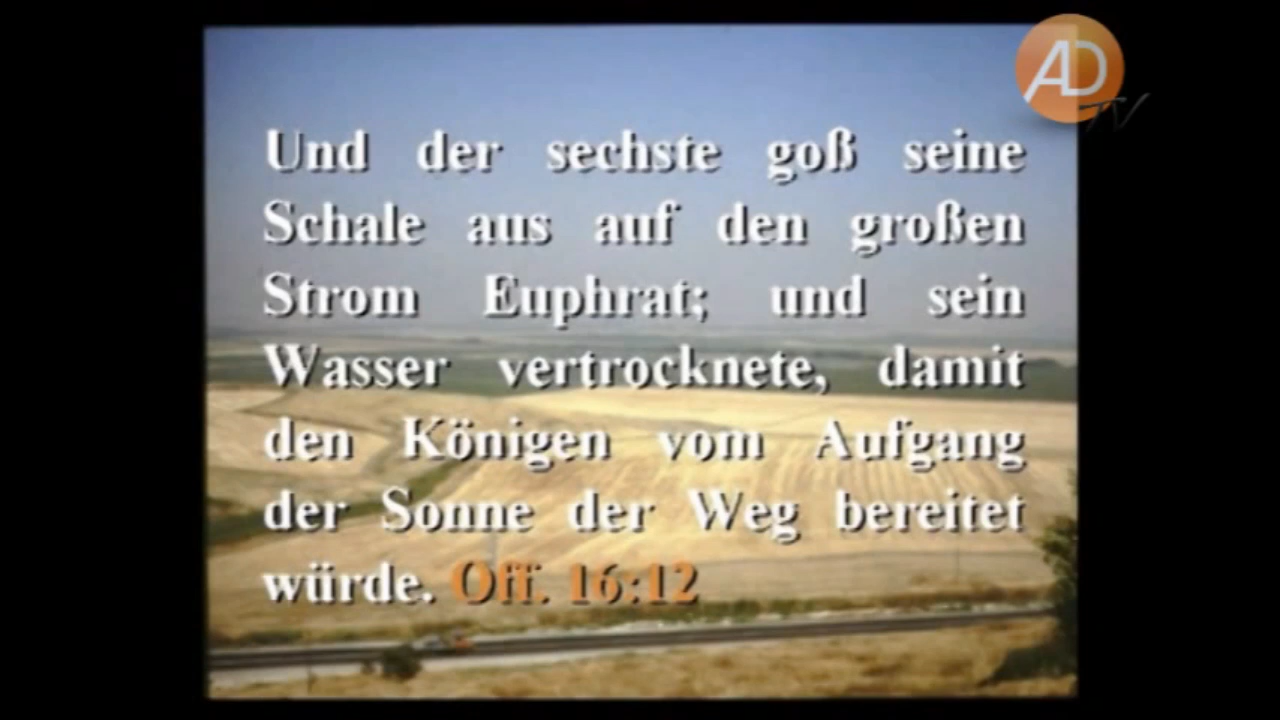 AD
TV
Und der sechste goß seine
Schale aus auf den großen
Strom Euphrat; und sein
Wasser vertrocknete, damit
den Königen vom Aufgang
der Sonne der Weg bereitet
würde. Off. 16:12